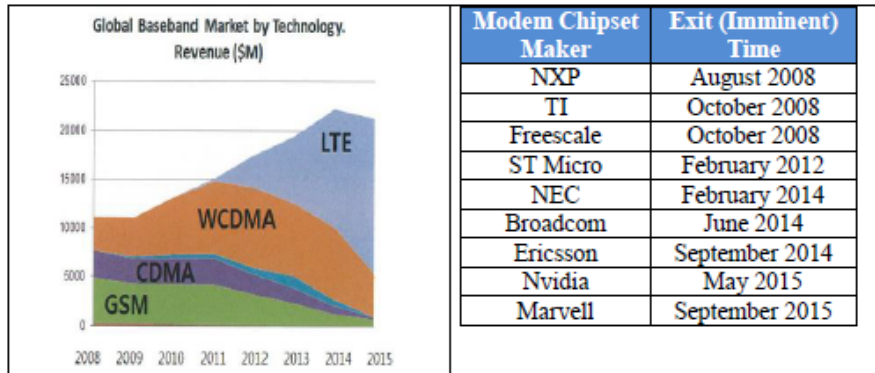 Global Baseband Market by Technology.
Revenue ($M)
25000
20000
15000
10000
5000
0
LTE
WCDMA
CDMA
GSM
2008 2009 2010 2011 2012 2013 2014 2015
Modem Chipset Maker Exit (Imminent) Time
NXP August 2008
TI October 2008
Freescale October 2008
ST Micro February 2012
NEC February 2014
Broadcom June 2014
Ericsson September 2014
Nvidia May 2015
Marvell September 2015